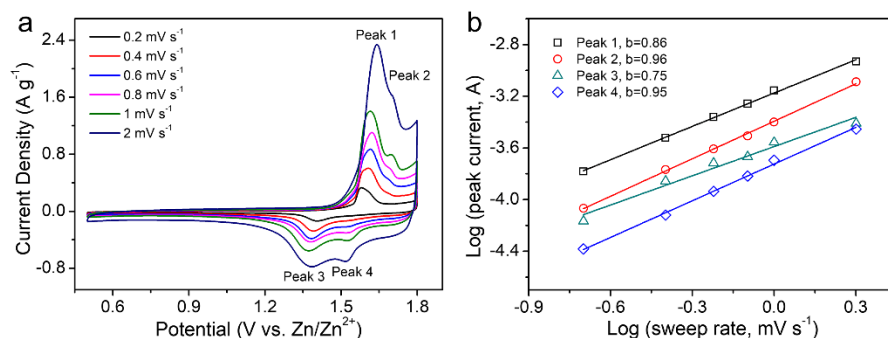 a
Current Density (A g⁻¹)
2.4
1.6
0.8
0.0
-0.8
0.2 mV s⁻¹
0.4 mV s⁻¹
0.6 mV s⁻¹
0.8 mV s⁻¹
1 mV s⁻¹
2 mV s⁻¹
Peak 1
Peak 2
Peak 3
Peak 4
0.6
0.9
1.2
1.5
1.8
Potential (V vs. Zn/Zn²⁺)
b
Log (peak current, A)
-2.8
-3.2
-3.6
-4.0
-4.4
Peak 1, b=0.86
Peak 2, b=0.96
Peak 3, b=0.75
Peak 4, b=0.95
-0.9
-0.6
-0.3
0.0
0.3
Log (sweep rate, mV s⁻¹)